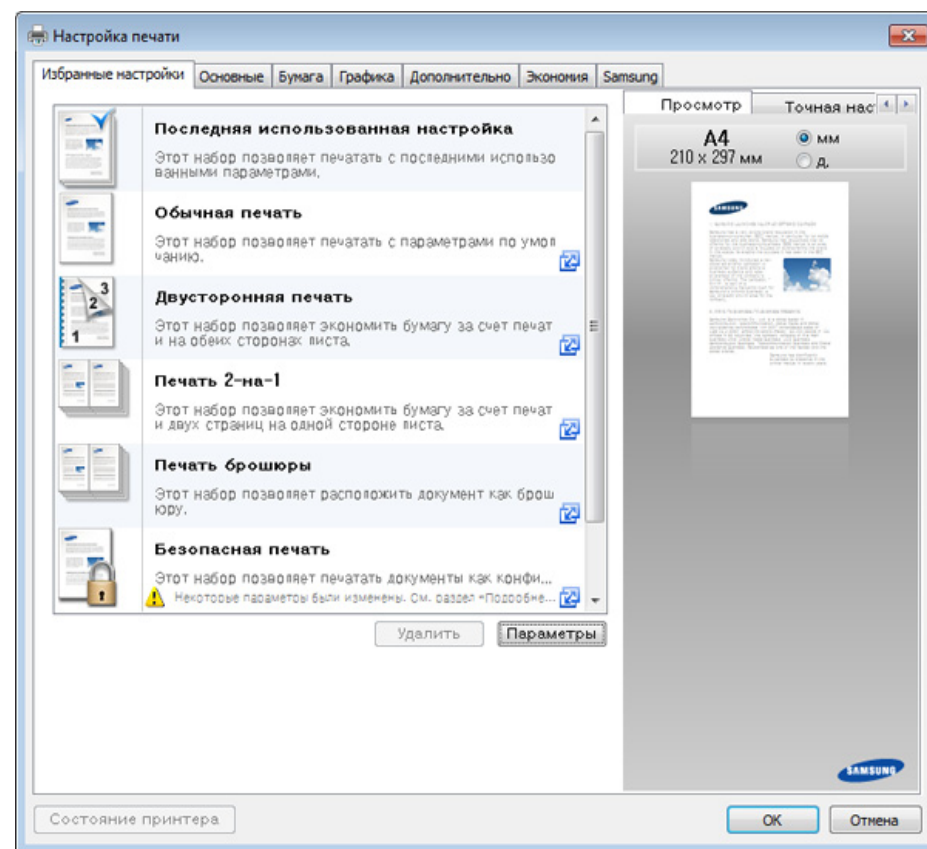 Настройка печати
Избранные настройки Основные Бумага Графика Дополнительно Экономия Samsung
Просмотр Точная нас
Последняя использованная настройка
Этот набор позволяет печатать с последними использо
ванными параметрами.
Обычная печать
Этот набор позволяет печатать с параметрами по умол
чанию.
Двусторонняя печать
Этот набор позволяет экономить бумагу за счет печат
и на обеих сторонах листа.
Печать 2-на-1
Этот набор позволяет экономить бумагу за счет печат
и двух страниц на одной стороне листа.
Печать брошюры
Этот набор позволяет расположить документ как брош
юру.
Безопасная печать
Этот набор позволяет печатать документы как конфи...
Некоторые параметры были изменены. См. раздел «Подробне...
Удалить Параметры
A4
210 x 297 мм
мм
д.
1 2 3
SAMSUNG
SAMSUNG
Состояние принтера
OK Отмена